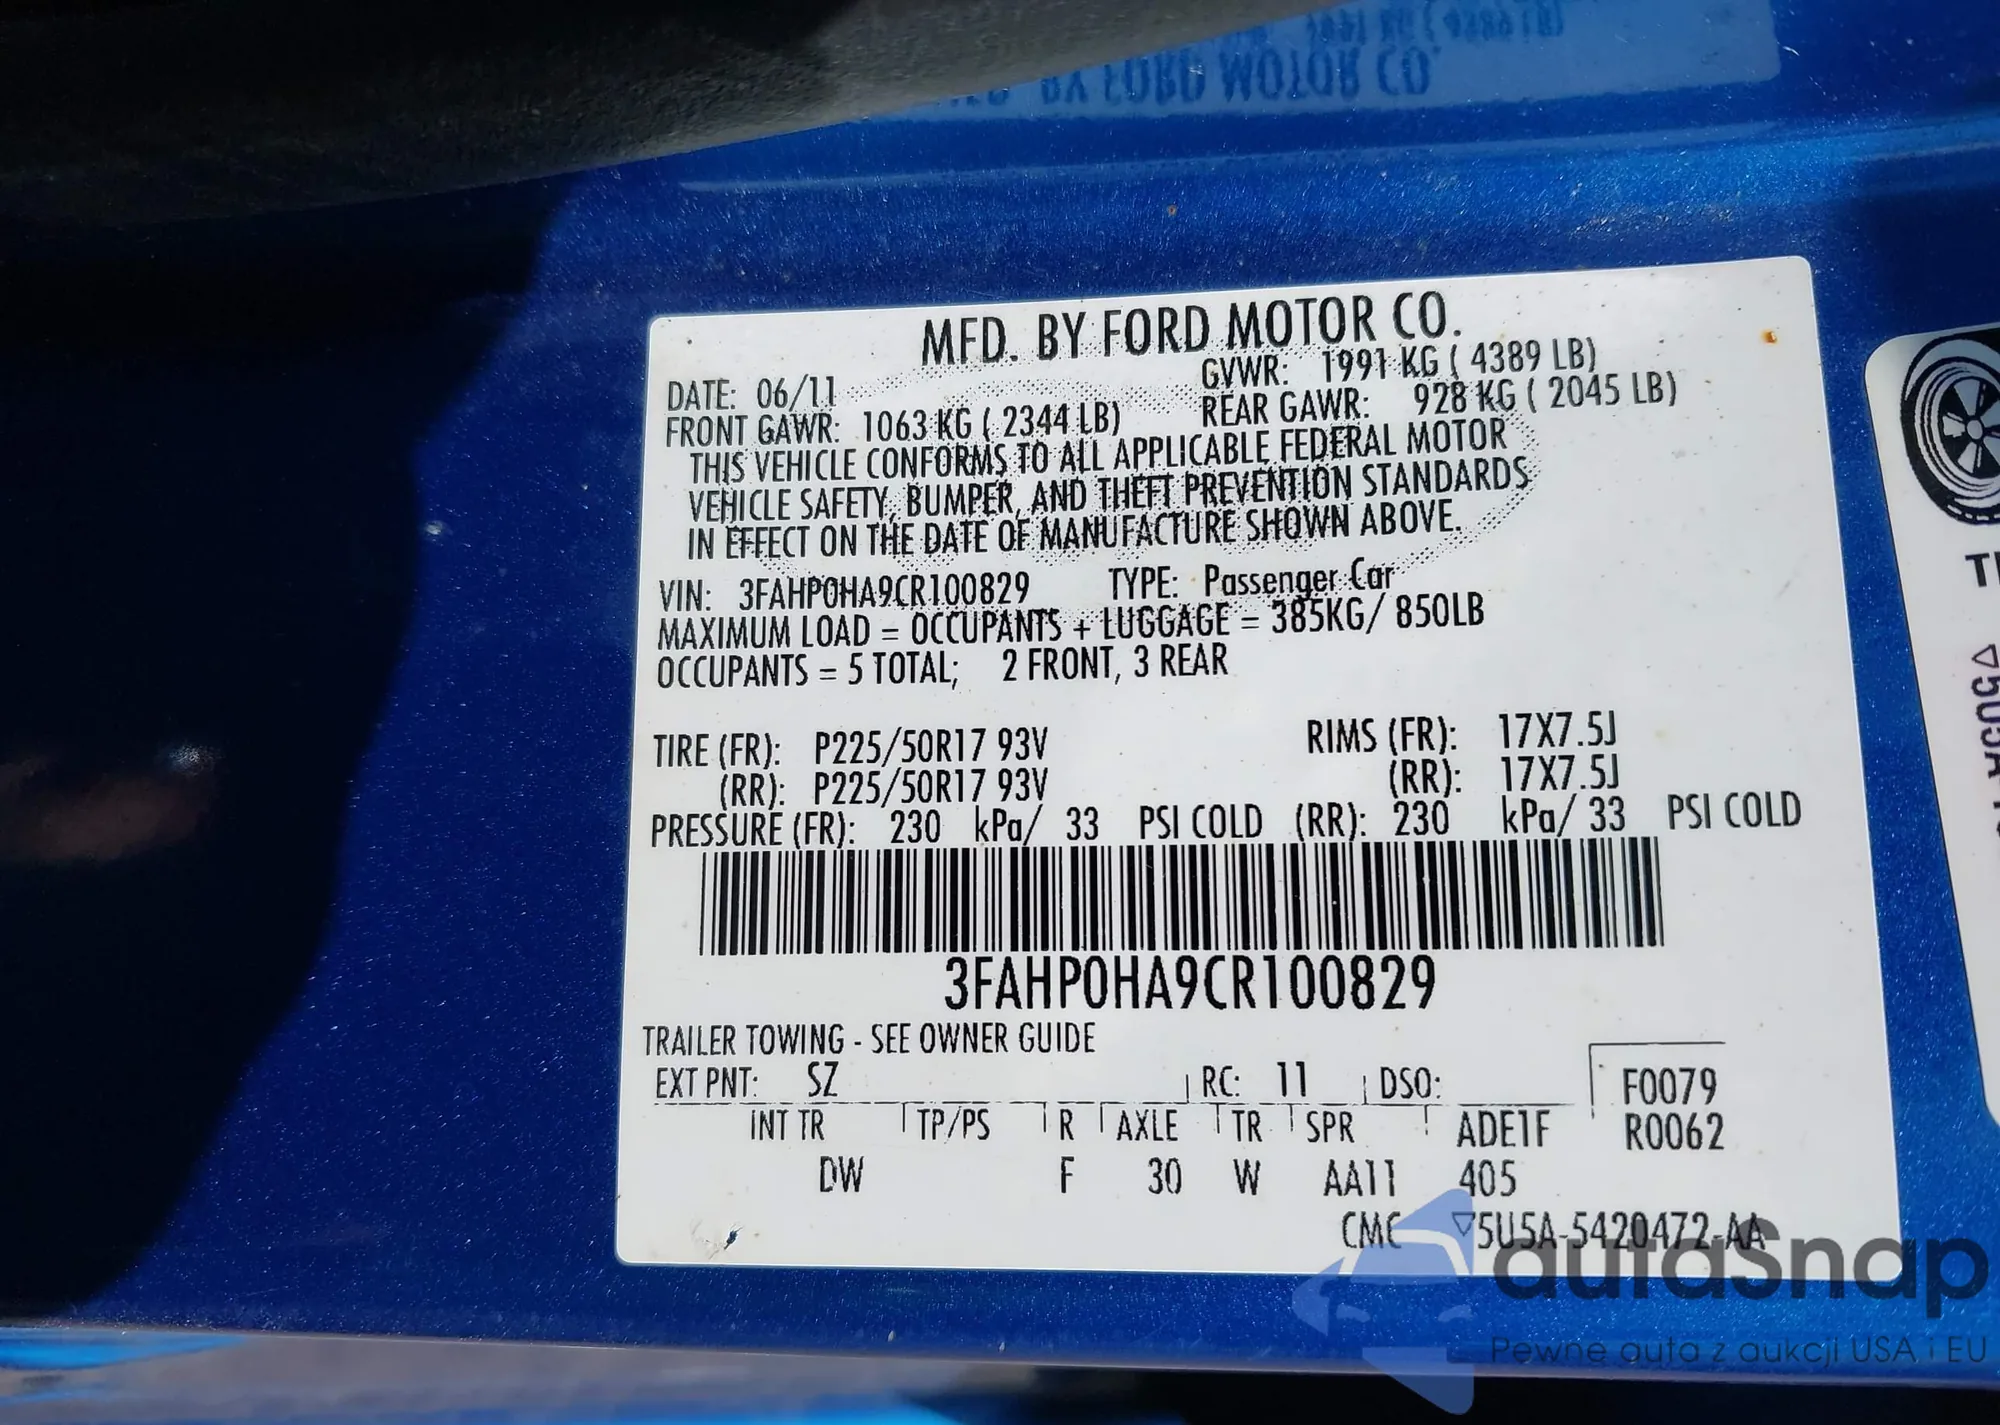 MFD. BY FORD MOTOR CO.
DATE: 06/11 GVWR: 1991 KG ( 4389 LB)
FRONT GAWR: 1063 KG ( 2344 LB) REAR GAWR: 928 KG ( 2045 LB)
THIS VEHICLE CONFORMS TO ALL APPLICABLE FEDERAL MOTOR
VEHICLE SAFETY, BUMPER, AND THEFT PREVENTION STANDARDS
IN EFFECT ON THE DATE OF MANUFACTURE SHOWN ABOVE.
VIN: 3FAHP0HA9CR100829 TYPE: Passenger Car
MAXIMUM LOAD = OCCUPANTS + LUGGAGE = 385KG/ 850LB
OCCUPANTS = 5 TOTAL; 2 FRONT, 3 REAR
TIRE (FR): P225/50R17 93V RIMS (FR): 17X7.5J
(RR): P225/50R17 93V (RR): 17X7.5J
PRESSURE (FR): 230 kPa/ 33 PSI COLD (RR): 230 kPa/ 33 PSI COLD
3FAHP0HA9CR100829
TRAILER TOWING - SEE OWNER GUIDE
EXT PNT: SZ RC: 11 DSO: F0079
INT TR TP/PS R AXLE TR SPR ADE1F R0062
DW F 30 W AA11 405
CMC ▽5U5A-5420472-AA
autaSnap
Pewne auta z aukcji USA i EU